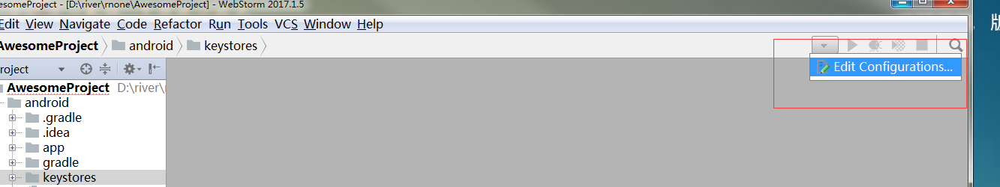 esomeProject - [D:\river\rnone\AwesomeProject] - WebStorm 2017.1.5
Edit View Navigate Code Refactor Run Tools VCS Window Help
AwesomeProject android keystores
Edit Configurations...
roject
AwesomeProject D:\river\r
android
.gradle
.idea
app
gradle
keystores
版